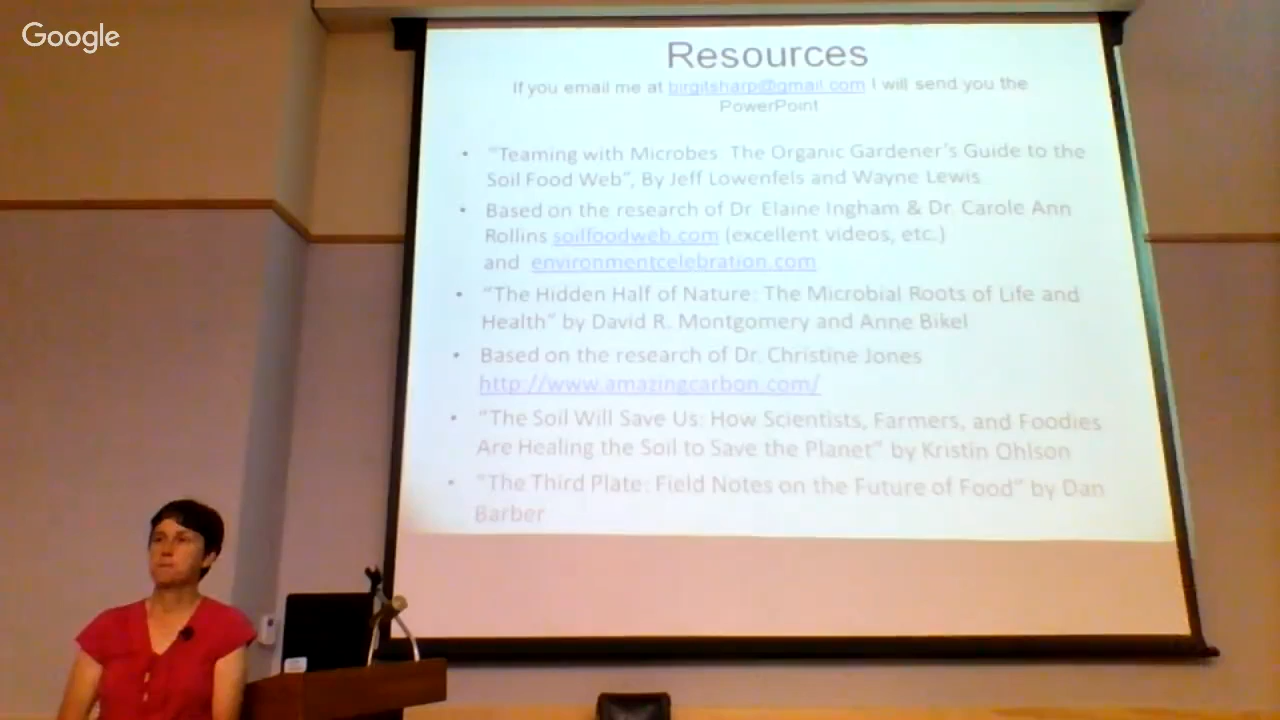 Google
Resources
If you email me at birgitsharp@gmail.com I will send you the
PowerPoint
• "Teaming with Microbes: The Organic Gardener's Guide to the
Soil Food Web", By Jeff Lowenfels and Wayne Lewis
• Based on the research of Dr. Elaine Ingham & Dr. Carole Ann
Rollins soilfoodweb.com (excellent videos, etc.)
and environmentcelebration.com
• "The Hidden Half of Nature: The Microbial Roots of Life and
Health" by David R. Montgomery and Anne Bikel
• Based on the research of Dr. Christine Jones
http://www.amazingcarbon.com/
• "The Soil Will Save Us: How Scientists, Farmers, and Foodies
Are Healing the Soil to Save the Planet" by Kristin Ohlson
• "The Third Plate: Field Notes on the Future of Food" by Dan
Barber